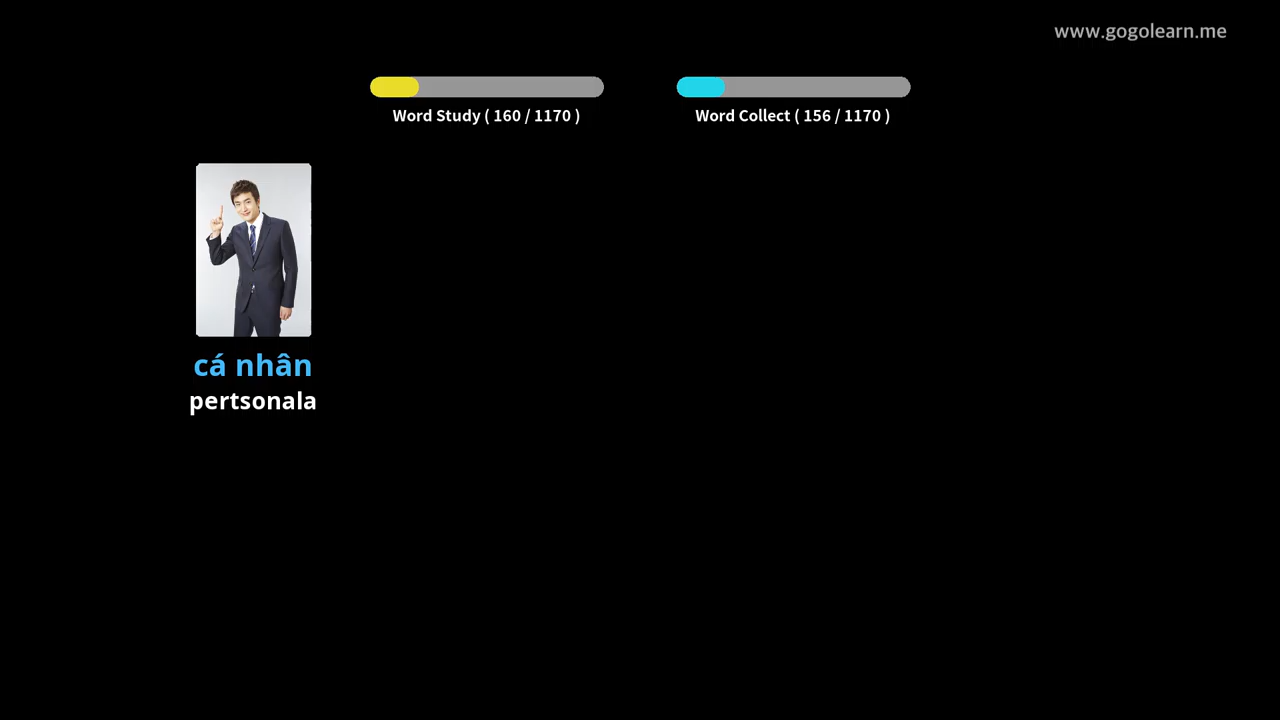 www.gogolearn.me
Word Study ( 160 / 1170 )
Word Collect ( 156 / 1170 )
cá nhân
pertsonala